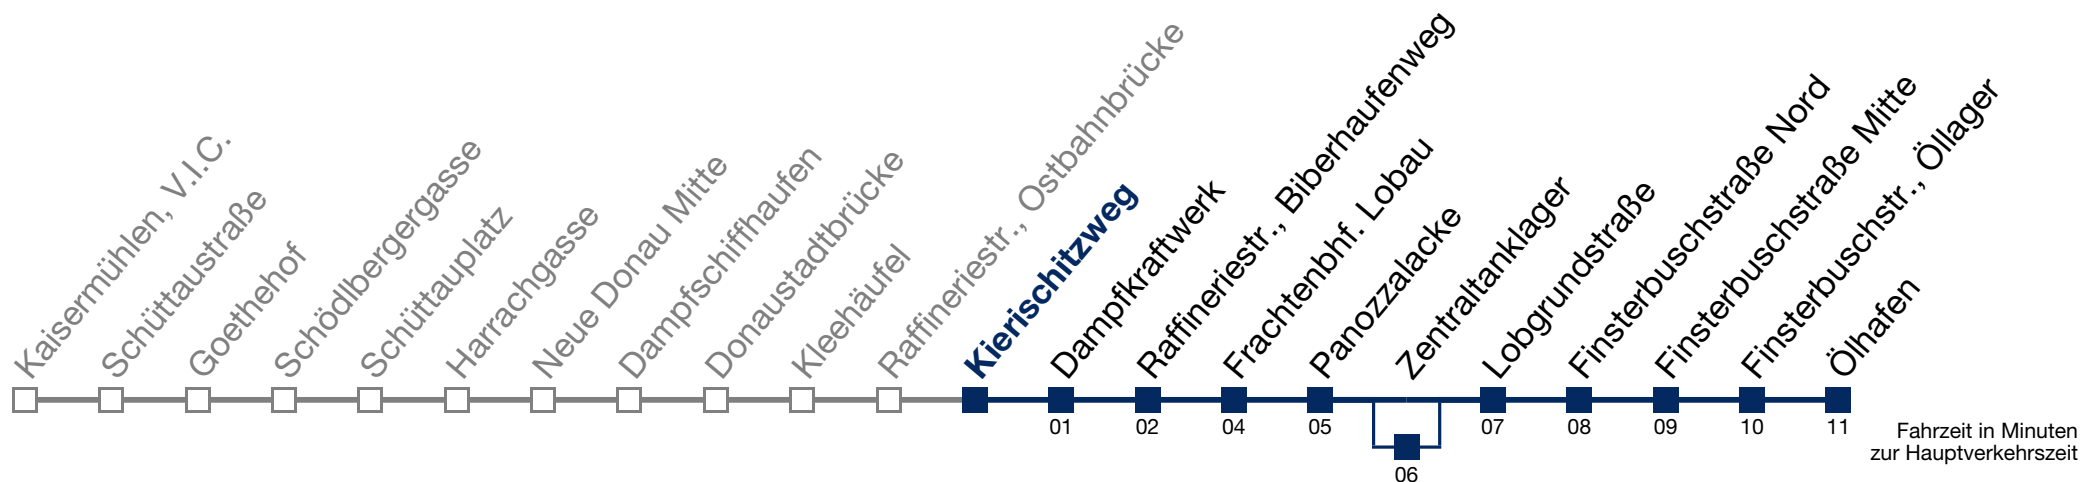 Kaisermühlen, V.I.C.
Schüttaustraße
Goethehof
Schödlbergergasse
Schüttauplatz
Harrachgasse
Neue Donau Mitte
Dampfschiffhaufen
Donaustadtbrücke
Kleehäufel
Raffineriestr., Ostbahnbrücke
Kierischitzweg
Dampfkraftwerk
Raffineriestr., Biberhaufenweg
Frachtenbhf. Lobau
Panozzalacke
Zentraltanklager
Lobgrundstraße
Finsterbuschstraße Nord
Finsterbuschstraße Mitte
Finsterbuschstr., Öllager
Ölhafen
01
02
04
05
06
07
08
09
10
11
Fahrzeit in Minuten
zur Hauptverkehrszeit